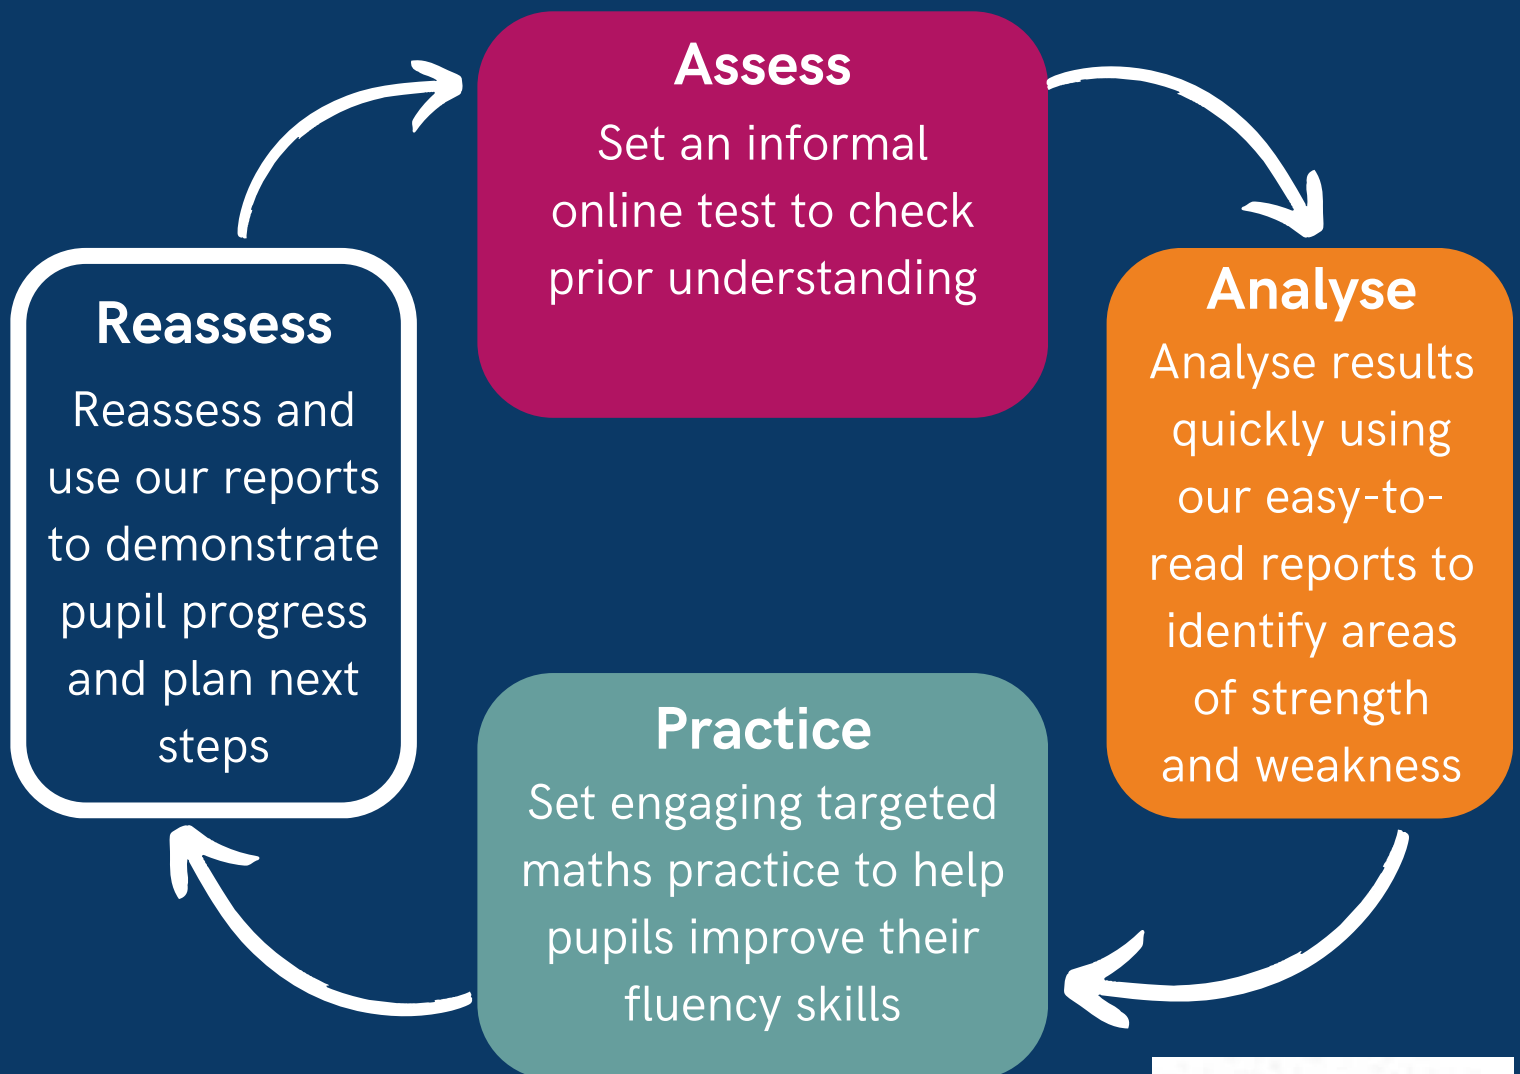 Assess
Set an informal
online test to check
prior understanding
Analyse
Analyse results
quickly using
our easy-to-
read reports to
identify areas
of strength
and weakness
Practice
Set engaging targeted
maths practice to help
pupils improve their
fluency skills
Reassess
Reassess and
use our reports
to demonstrate
pupil progress
and plan next
steps